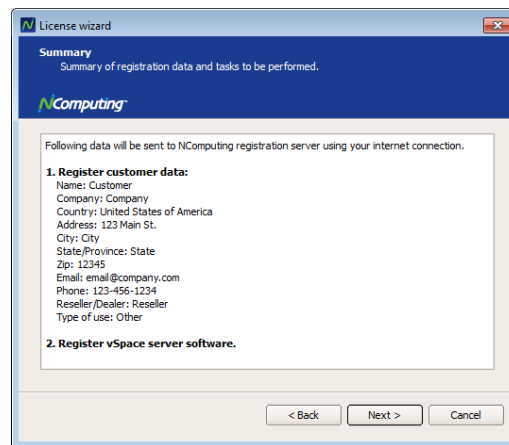 License wizard
Summary
Summary of registration data and tasks to be performed.
NComputing
Following data will be sent to NComputing registration server using your internet connection.
1. Register customer data:
Name: Customer
Company: Company
Country: United States of America
Address: 123 Main St.
City: City
State/Province: State
Zip: 12345
Email: email@company.com
Phone: 123-456-1234
Reseller/Dealer: Reseller
Type of use: Other
2. Register vSpace server software.
< Back Next > Cancel